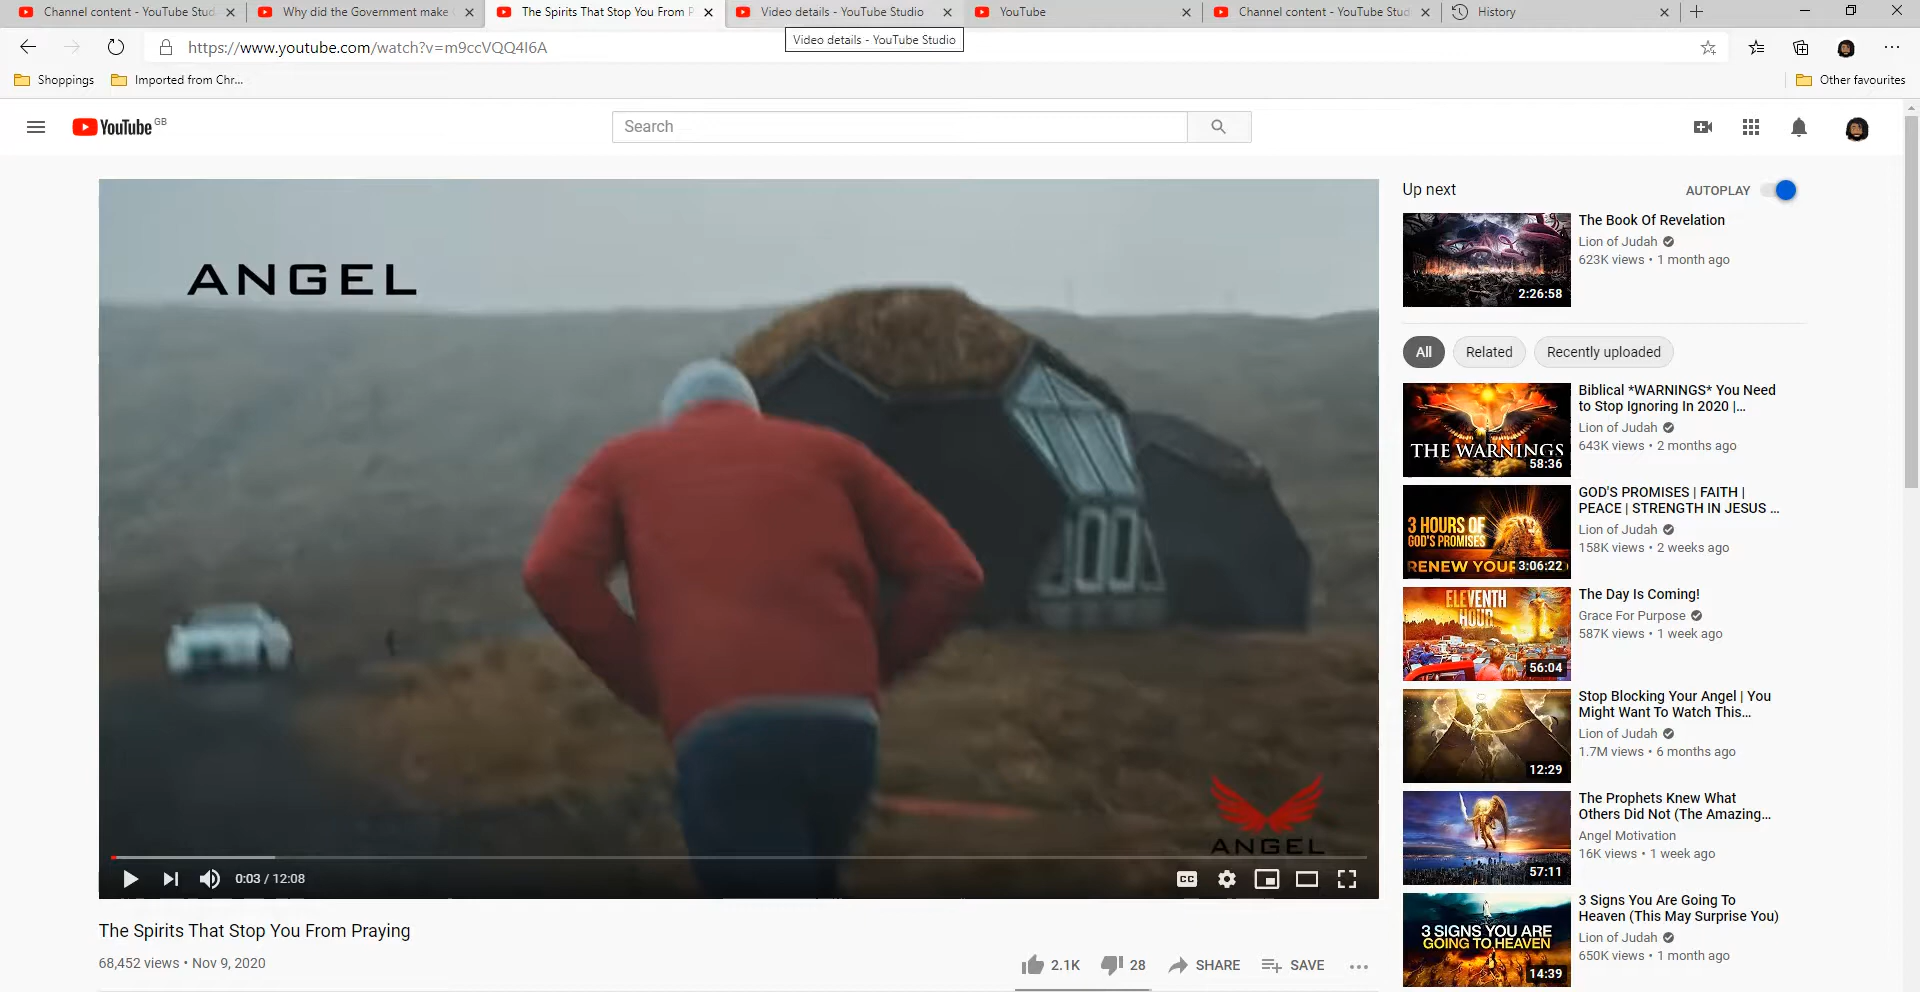 Channel content - YouTube Stud
Why did the Government make
The Spirits That Stop You From P
Video details - YouTube Studio
YouTube
Channel content - YouTube Stud
History
https://www.youtube.com/watch?v=m9ccVQQ4I6A
Video details - YouTube Studio
Shoppings
Imported from Chr...
Other favourites
YouTube GB
Search
ANGEL
ANGEL
0:03 / 12:08
CC
The Spirits That Stop You From Praying
68,452 views • Nov 9, 2020
2.1K
28
SHARE
SAVE
Up next
AUTOPLAY
2:26:58
The Book Of Revelation
Lion of Judah
623K views • 1 month ago
All
Related
Recently uploaded
THE WARNINGS
58:36
Biblical *WARNINGS* You Need
to Stop Ignoring In 2020 |...
Lion of Judah
643K views • 2 months ago
3 HOURS OF
GOD'S PROMISES
RENEW YOUR
3:06:22
GOD'S PROMISES | FAITH |
PEACE | STRENGTH IN JESUS ...
Lion of Judah
158K views • 2 weeks ago
ELEVENTH
HOUR
56:04
The Day Is Coming!
Grace For Purpose
587K views • 1 week ago
12:29
Stop Blocking Your Angel | You
Might Want To Watch This...
Lion of Judah
1.7M views • 6 months ago
57:11
The Prophets Knew What
Others Did Not (The Amazing...
Angel Motivation
16K views • 1 week ago
3 SIGNS YOU ARE
GOING TO HEAVEN
14:39
3 Signs You Are Going To
Heaven (This May Surprise You)
Lion of Judah
650K views • 1 month ago